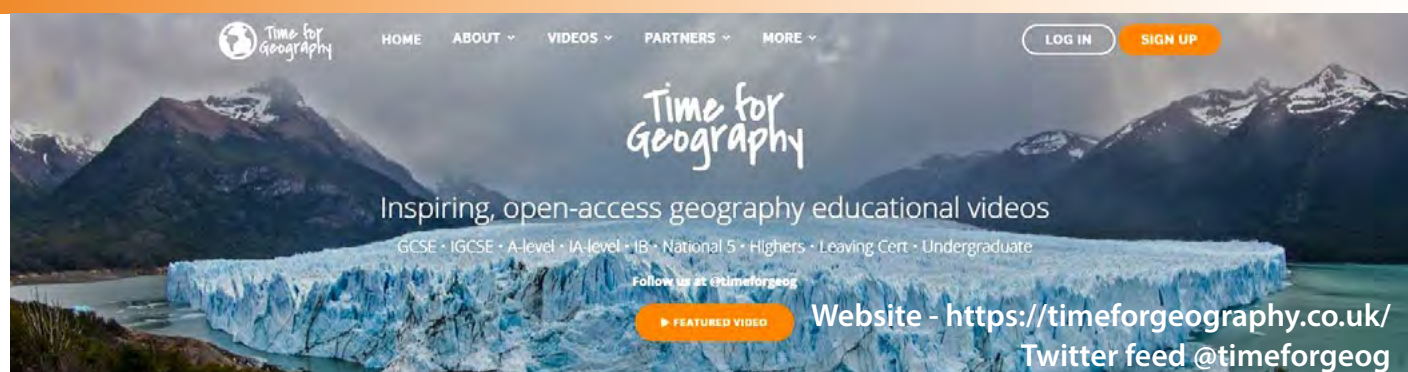 Time for
Geography
HOME ABOUT VIDEOS PARTNERS MORE LOG IN SIGN UP
Time for
Geography
Inspiring, open-access geography educational videos
GCSE • IGCSE • A-level • IA-level • IB • National 5 • Highers • Leaving Cert • Undergraduate
Follow us at @timeforgeog
FEATURED VIDEO
Website - https://timeforgeography.co.uk/
Twitter feed @timeforgeog